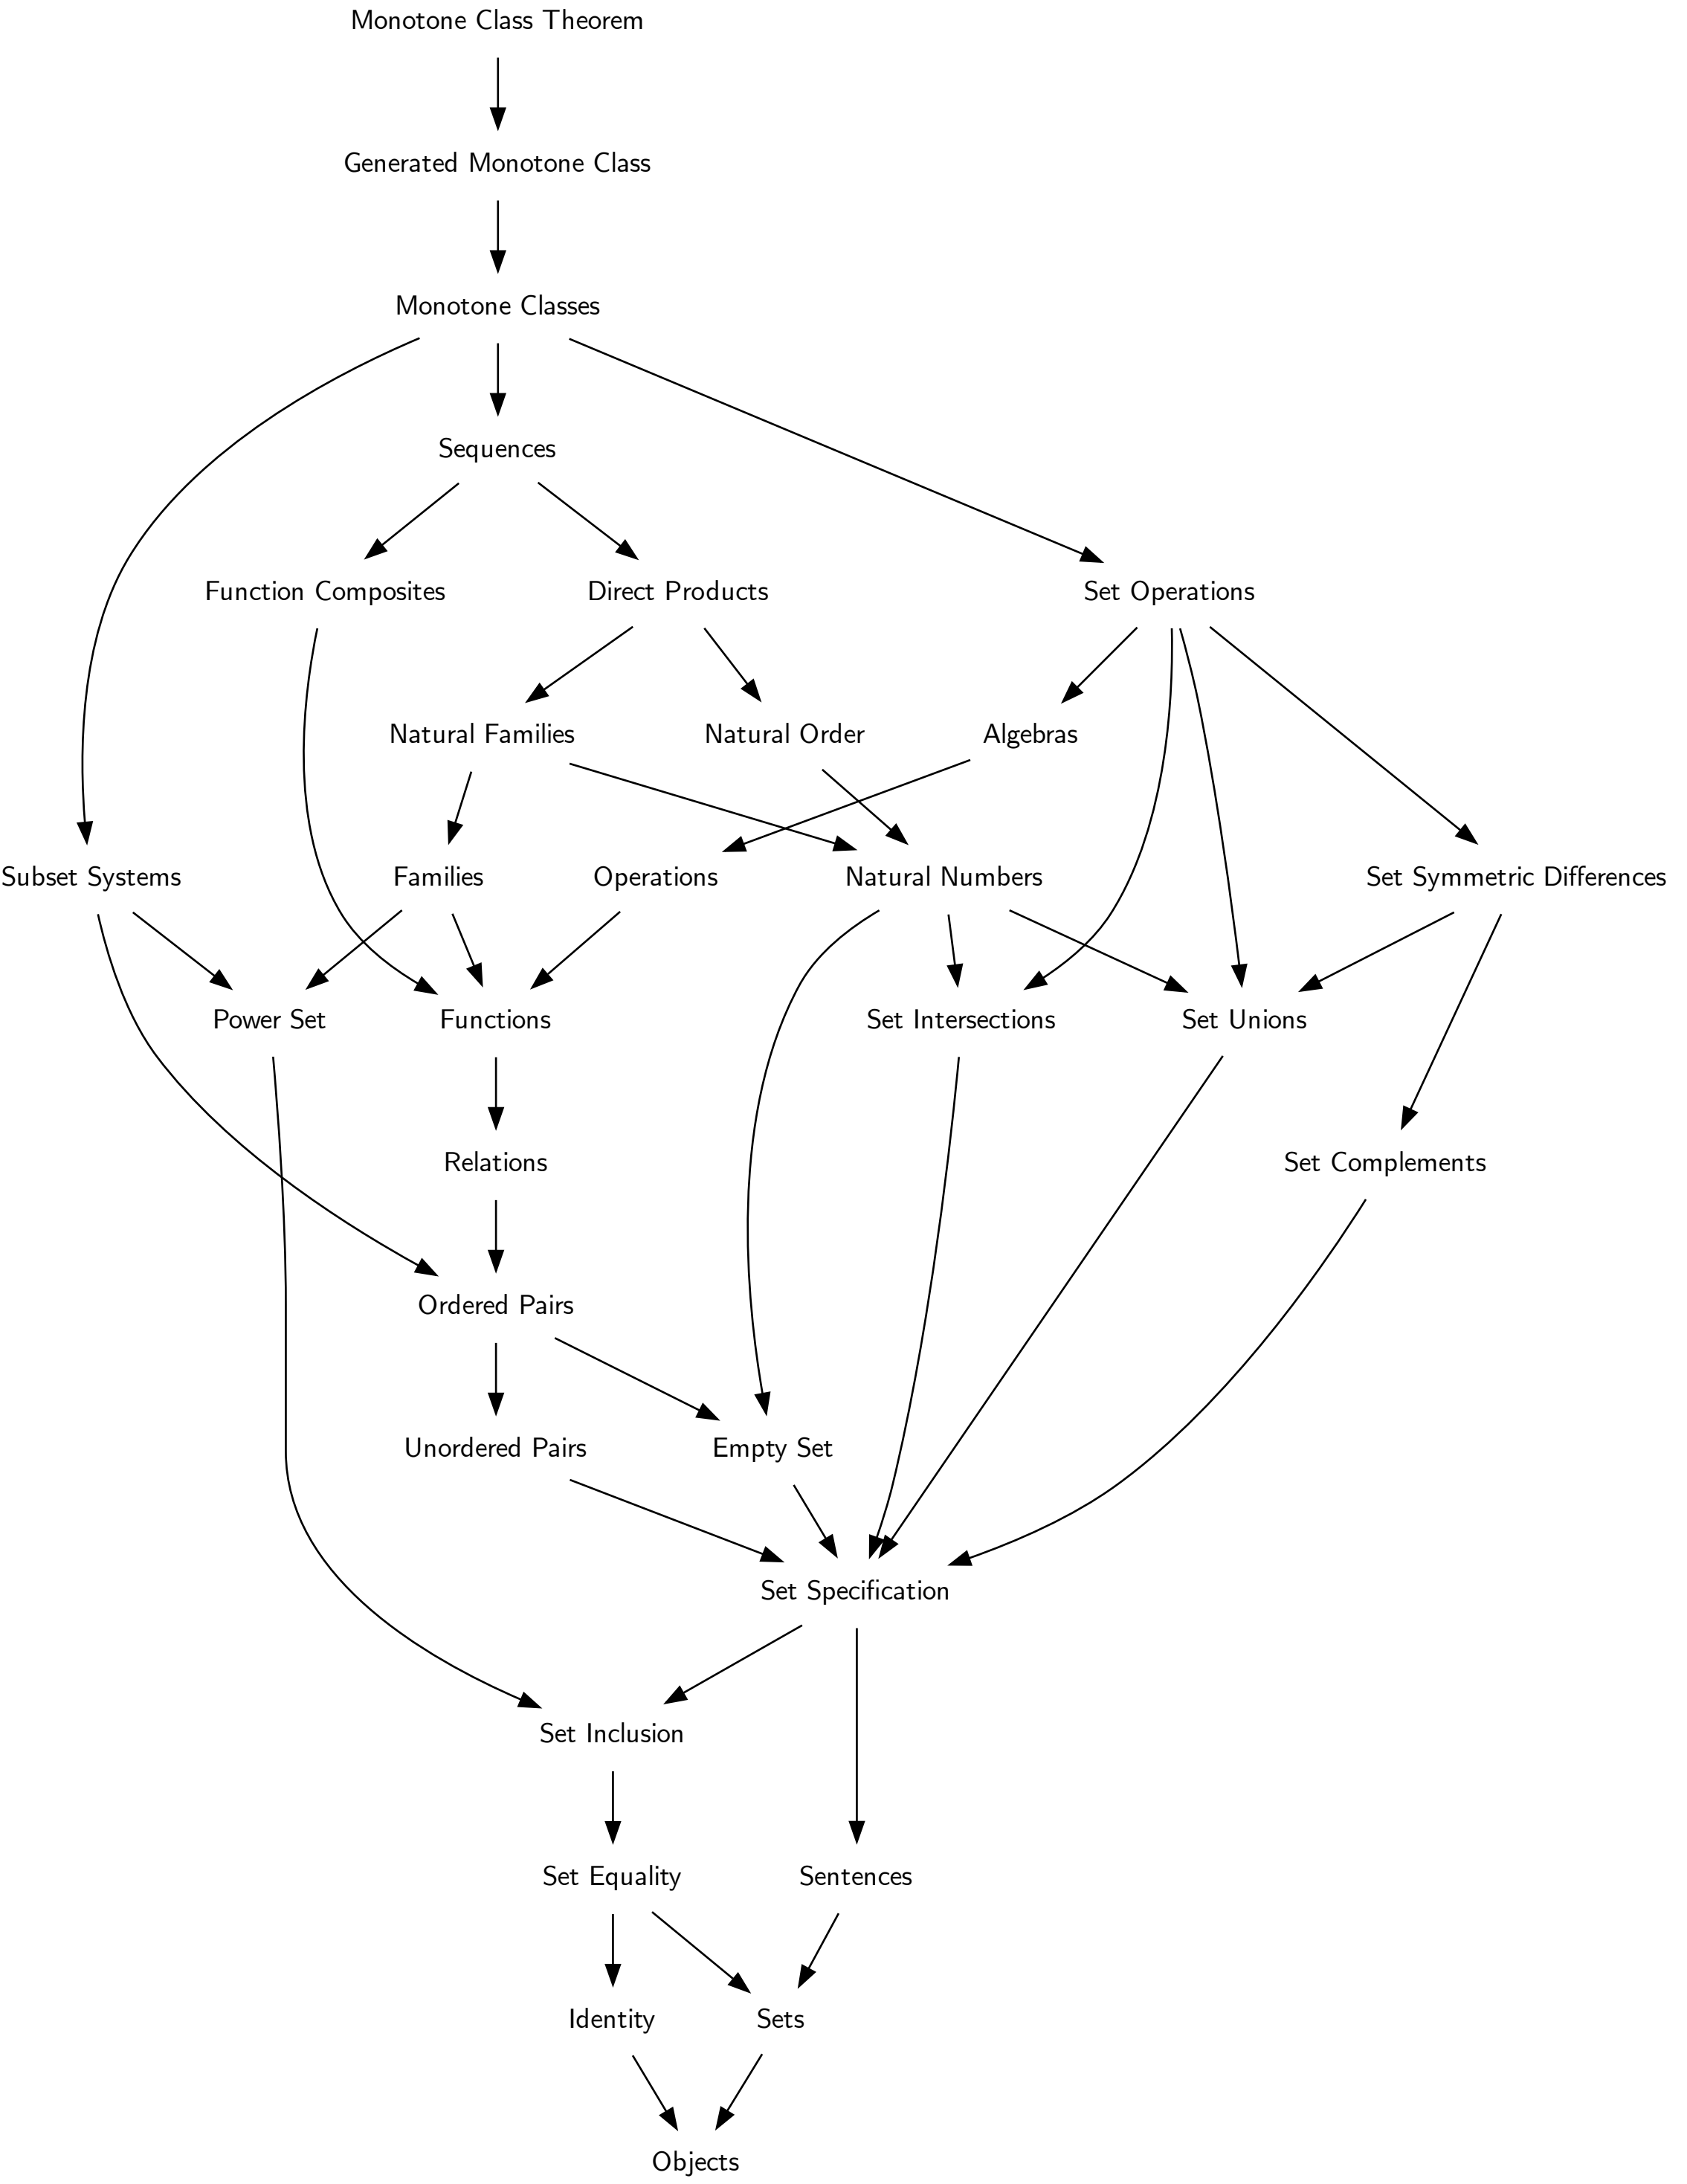 Monotone Class Theorem
Generated Monotone Class
Monotone Classes
Sequences
Function Composites
Direct Products
Set Operations
Natural Families
Natural Order
Algebras
Subset Systems
Families
Operations
Natural Numbers
Set Symmetric Differences
Power Set
Functions
Set Intersections
Set Unions
Relations
Set Complements
Ordered Pairs
Unordered Pairs
Empty Set
Set Specification
Set Inclusion
Set Equality
Sentences
Identity
Sets
Objects